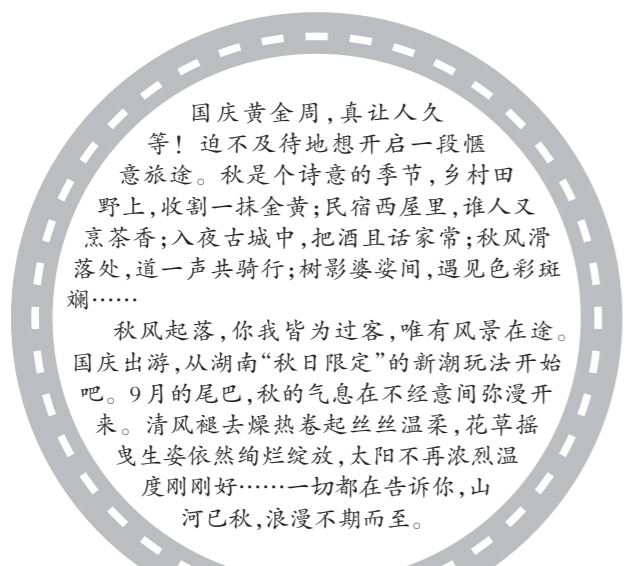 国庆黄金周,真让人久
等！迫不及待地想开启一段惬
意旅途。秋是个诗意的季节,乡村田
野上,收割一抹金黄;民宿西屋里,谁人又
烹茶香;入夜古城中,把酒且话家常;秋风滑
落处,道一声共骑行;树影婆娑间,遇见色彩斑
斓……
秋风起落,你我皆为过客,唯有风景在途。
国庆出游,从湖南“秋日限定”的新潮玩法开始
吧。9月的尾巴,秋的气息在不经意间弥漫开
来。清风褪去燥热卷起丝丝温柔,花草摇
曳生姿依然绚烂绽放,太阳不再浓烈温
度刚刚好……一切都在告诉你,山
河已秋,浪漫不期而至。